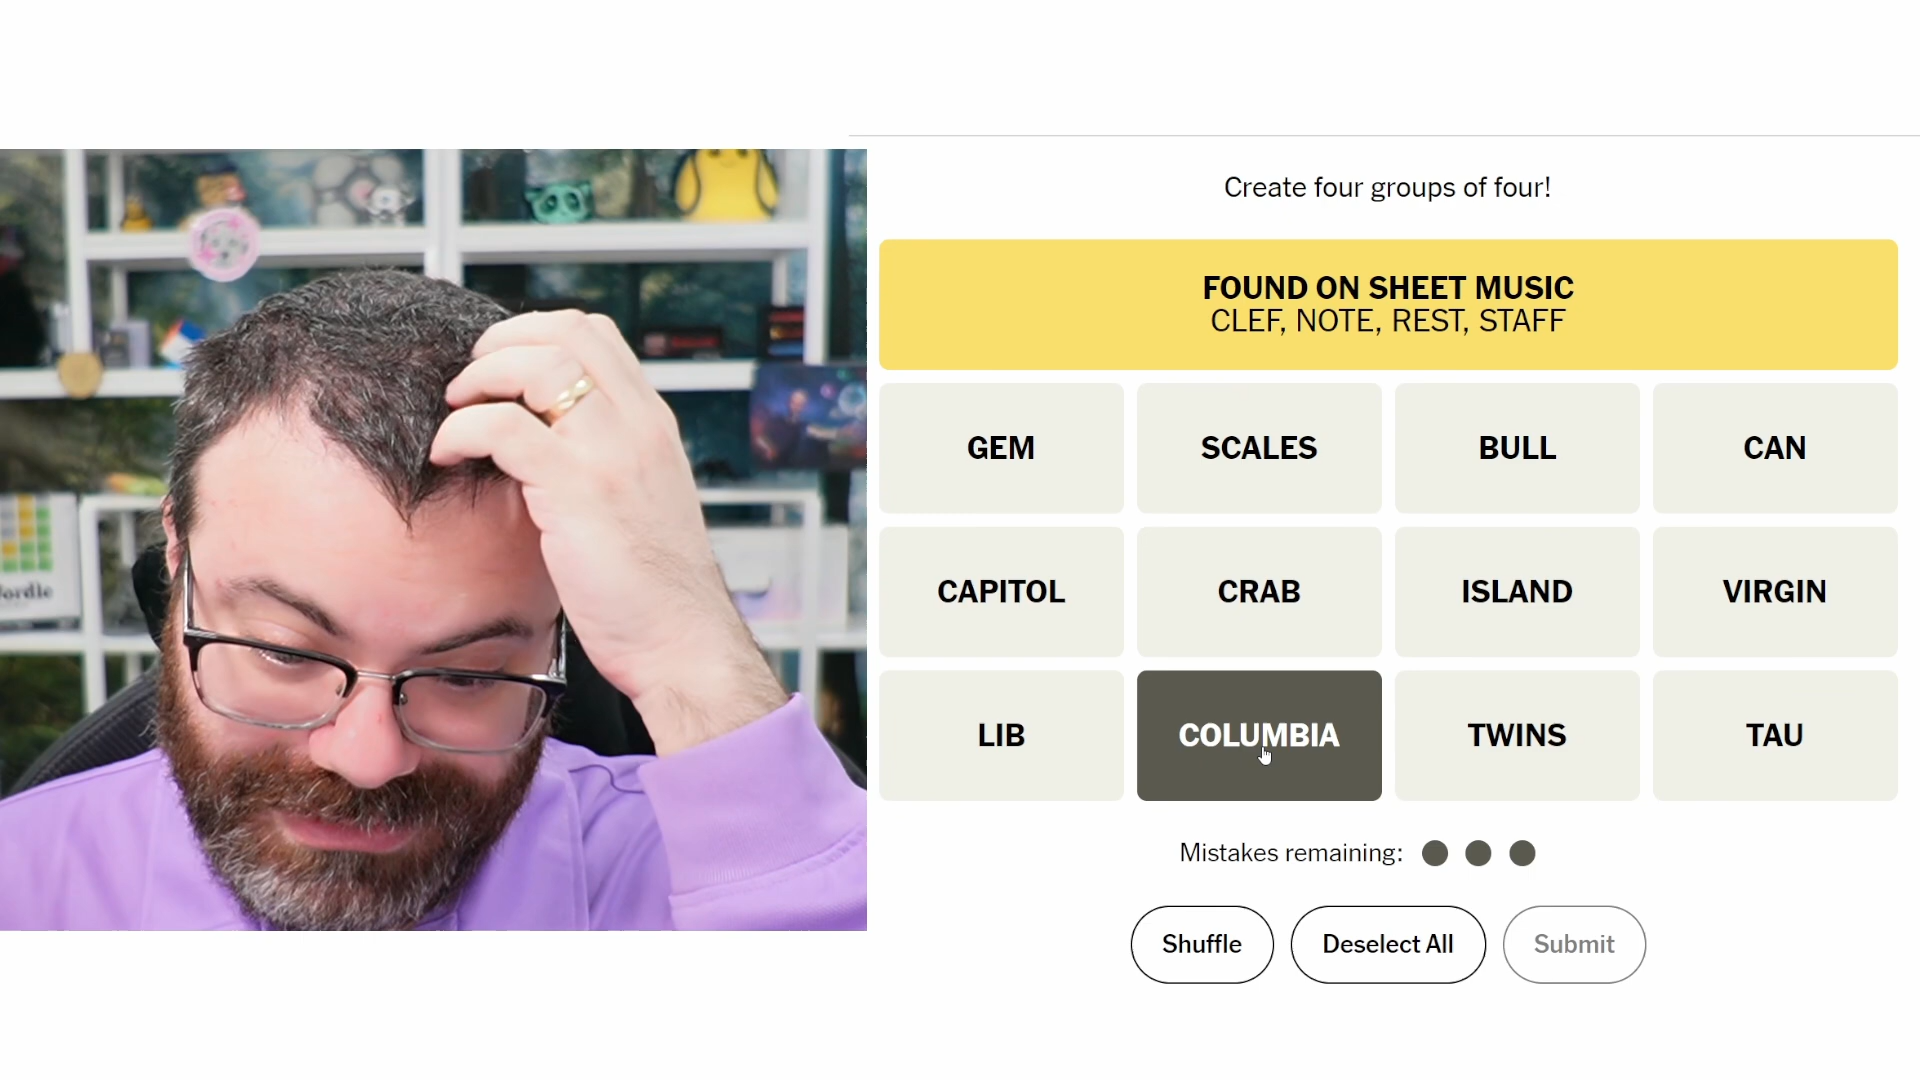 Create four groups of four!
FOUND ON SHEET MUSIC
CLEF, NOTE, REST, STAFF
GEM
SCALES
BULL
CAN
CAPITOL
CRAB
ISLAND
VIRGIN
LIB
COLUMBIA
TWINS
TAU
Mistakes remaining:
Shuffle
Deselect All
Submit
ordle